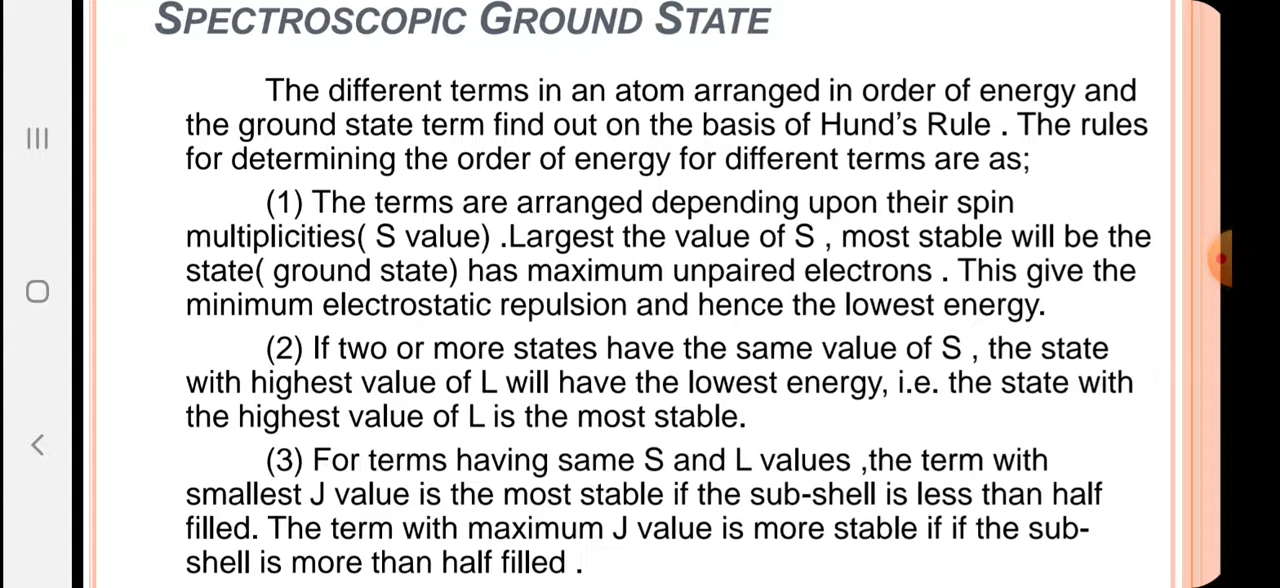 SPECTROSCOPIC GROUND STATE
The different terms in an atom arranged in order of energy and
the ground state term find out on the basis of Hund's Rule . The rules
for determining the order of energy for different terms are as;
(1) The terms are arranged depending upon their spin
multiplicities( S value) .Largest the value of S , most stable will be the
state( ground state) has maximum unpaired electrons . This give the
minimum electrostatic repulsion and hence the lowest energy.
(2) If two or more states have the same value of S , the state
with highest value of L will have the lowest energy, i.e. the state with
the highest value of L is the most stable.
(3) For terms having same S and L values ,the term with
smallest J value is the most stable if the sub-shell is less than half
filled. The term with maximum J value is more stable if if the sub-
shell is more than half filled .